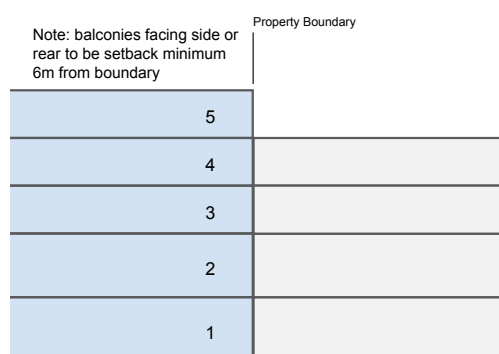 Property Boundary
Note: balconies facing side or
rear to be setback minimum
6m from boundary
5
4
3
2
1